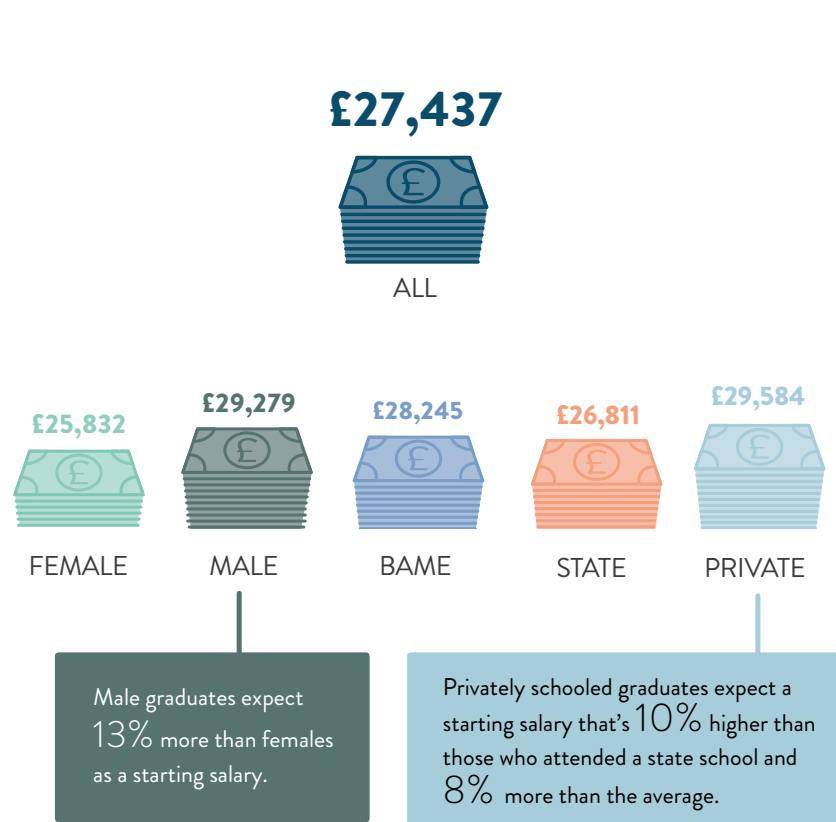 £27,437
£
ALL
£25,832
£29,279
£28,245
£26,811
£29,584
£
£
£
£
£
FEMALE
MALE
BAME
STATE
PRIVATE
Male graduates expect
13% more than females
as a starting salary.
Privately schooled graduates expect a
starting salary that's 10% higher than
those who attended a state school and
8% more than the average.